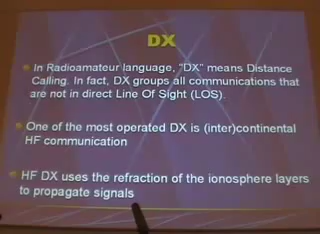 DX
In Radioamateur language, "DX" means Distance
Calling. In fact, DX groups all communications that
are not in direct Line Of Sight (LOS).
One of the most operated DX is (inter)continental
HF communication
HF DX uses the refraction of the ionosphere layers
to propagate signals